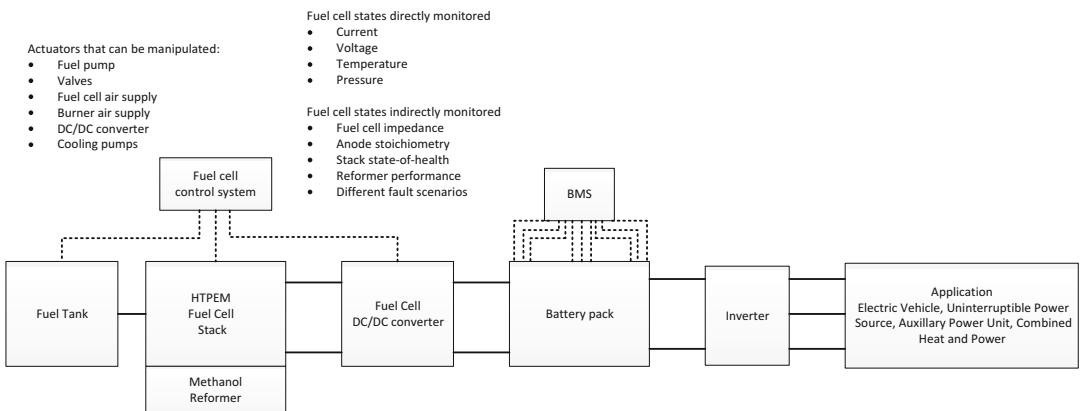 Actuators that can be manipulated:
• Fuel pump
• Valves
• Fuel cell air supply
• Burner air supply
• DC/DC converter
• Cooling pumps
Fuel cell states directly monitored
• Current
• Voltage
• Temperature
• Pressure
Fuel cell states indirectly monitored
• Fuel cell impedance
• Anode stoichiometry
• Stack state-of-health
• Reformer performance
• Different fault scenarios
Fuel cell
control system
BMS
Fuel Tank
HTPEM
Fuel Cell
Stack
Methanol
Reformer
Fuel Cell
DC/DC converter
Battery pack
Inverter
Application
Electric Vehicle, Uninterruptible Power
Source, Auxillary Power Unit, Combined
Heat and Power